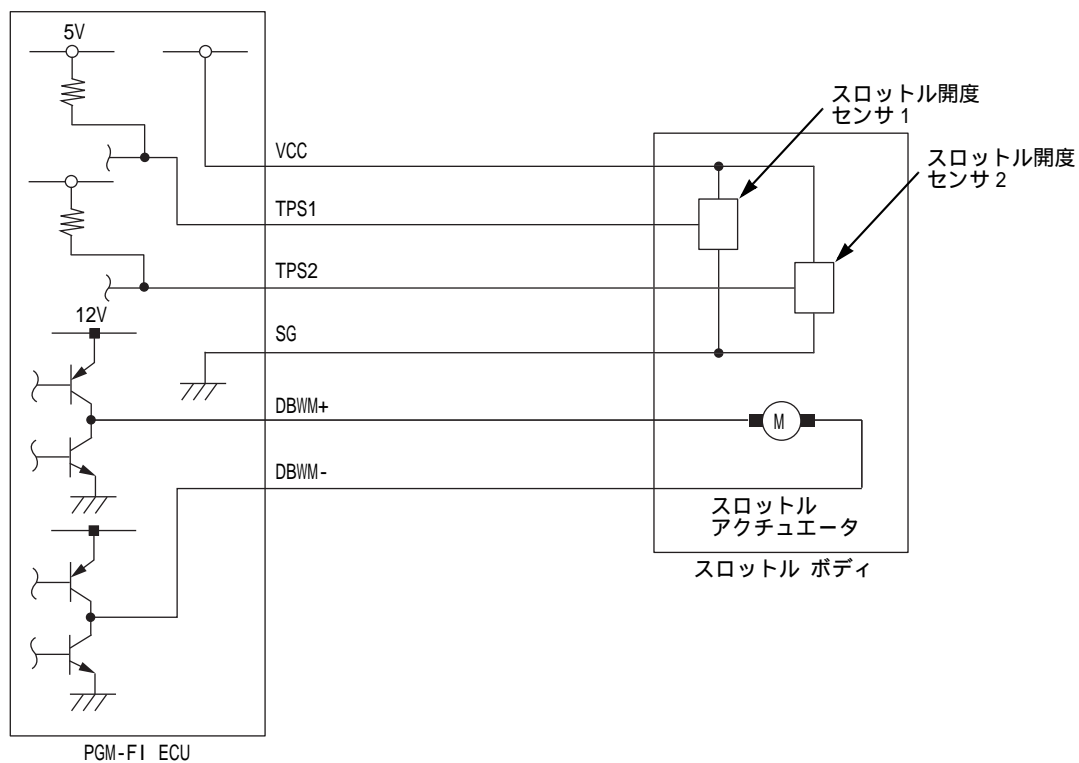 5V
スロットル開度
センサ1
VCC
スロットル開度
センサ2
TPS1
TPS2
12V
SG
DBWM+
M
DBWM-
スロットル
アクチュエータ
スロットル ボディ
PGM-FI ECU